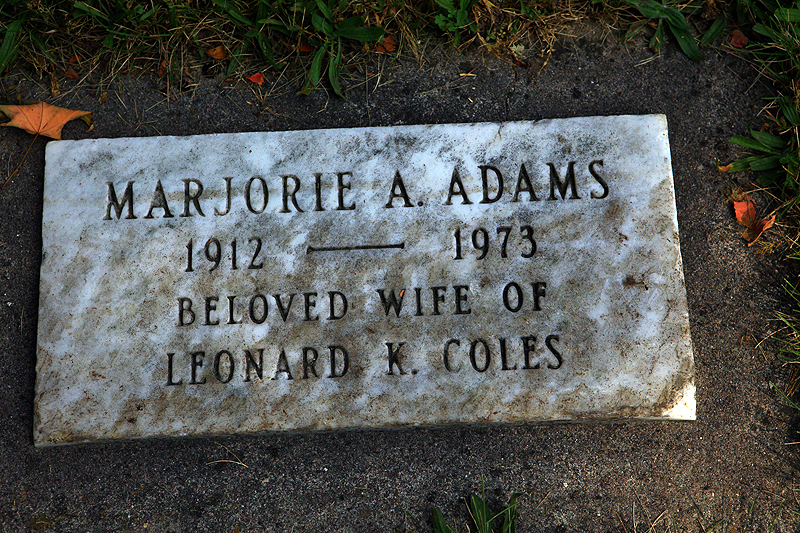 MARJORIE A. ADAMS
1912 — 1973
BELOVED WIFE OF
LEONARD K. COLES